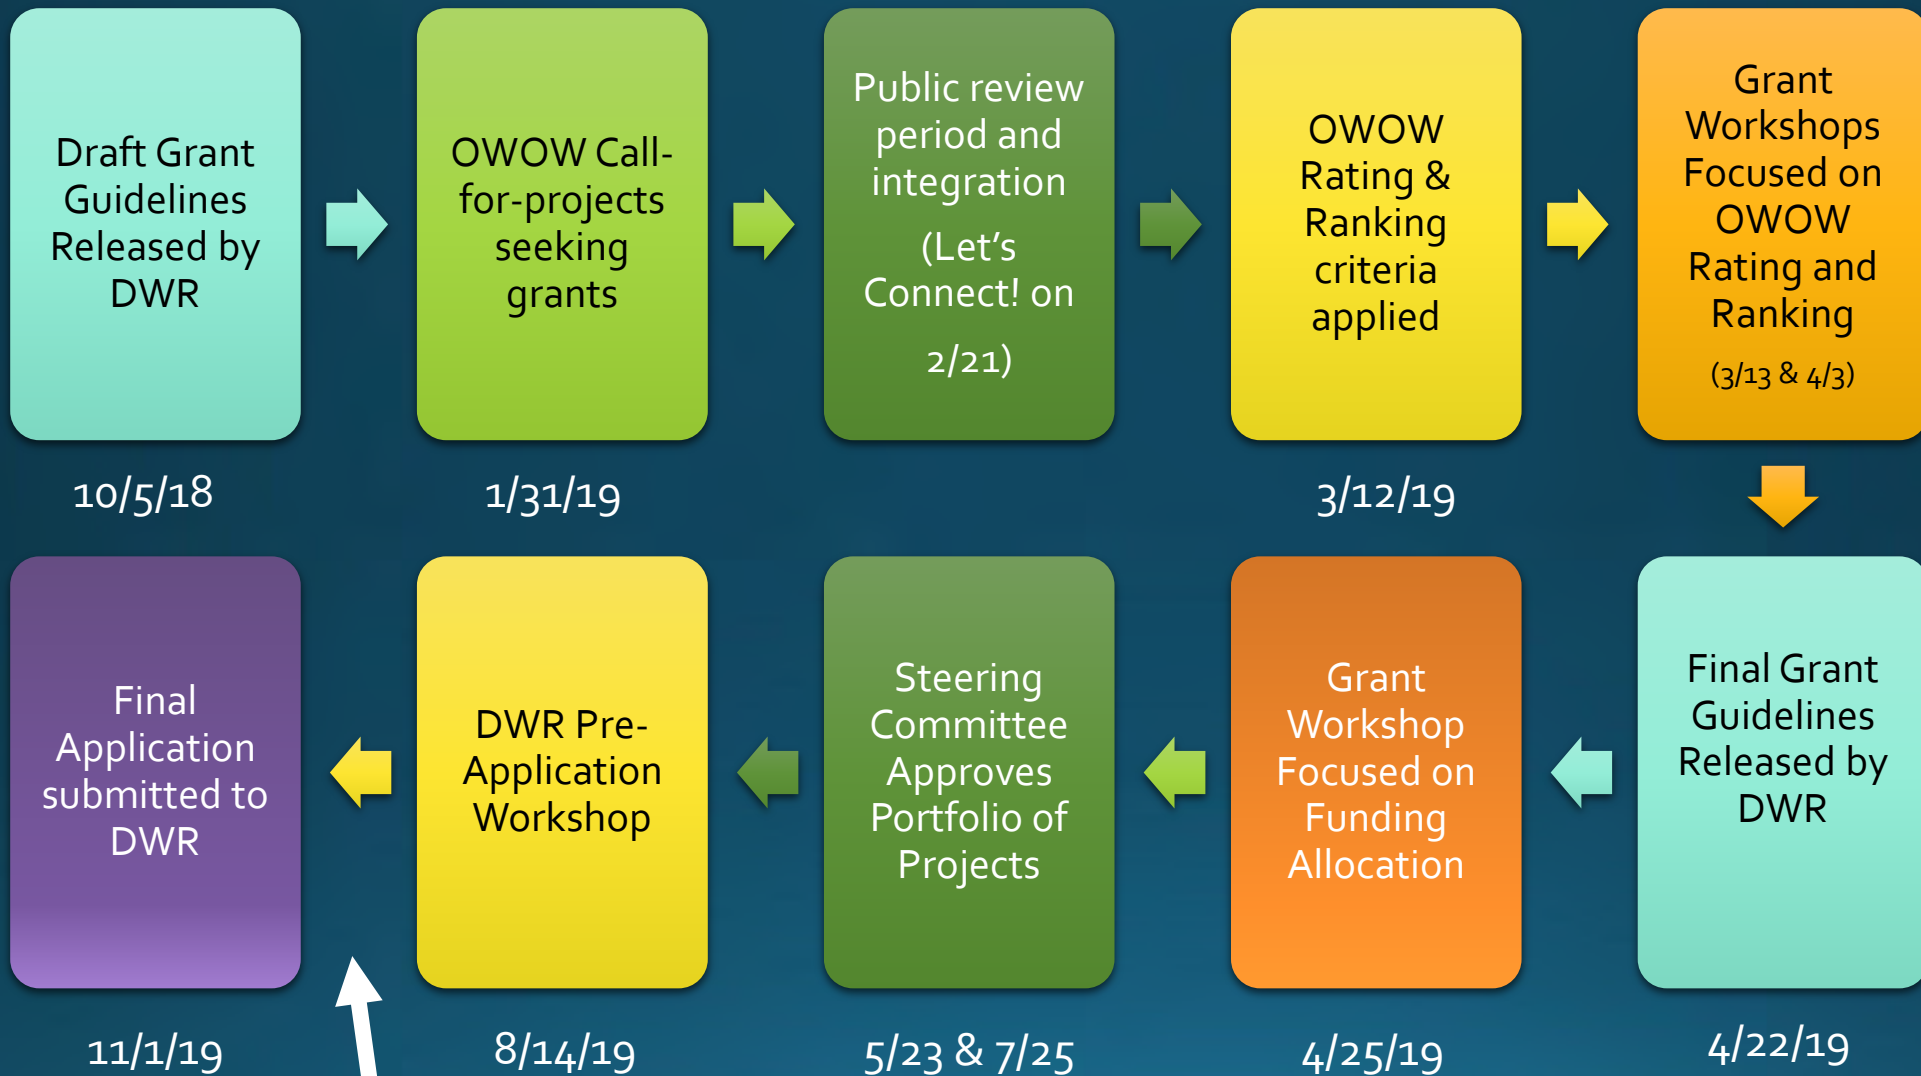 Draft Grant
Guidelines
Released by
DWR
OWOW Call-
for-projects
seeking
grants
Public review
period and
integration
(Let's
Connect! on
2/21)
OWOW
Rating &
Ranking
criteria
applied
Grant
Workshops
Focused on
OWOW
Rating and
Ranking
(3/13 & 4/3)
10/5/18
1/31/19
3/12/19
Final
Application
submitted to
DWR
DWR Pre-
Application
Workshop
Steering
Committee
Approves
Portfolio of
Projects
Grant
Workshop
Focused on
Funding
Allocation
Final Grant
Guidelines
Released by
DWR
11/1/19
8/14/19
5/23 & 7/25
4/25/19
4/22/19